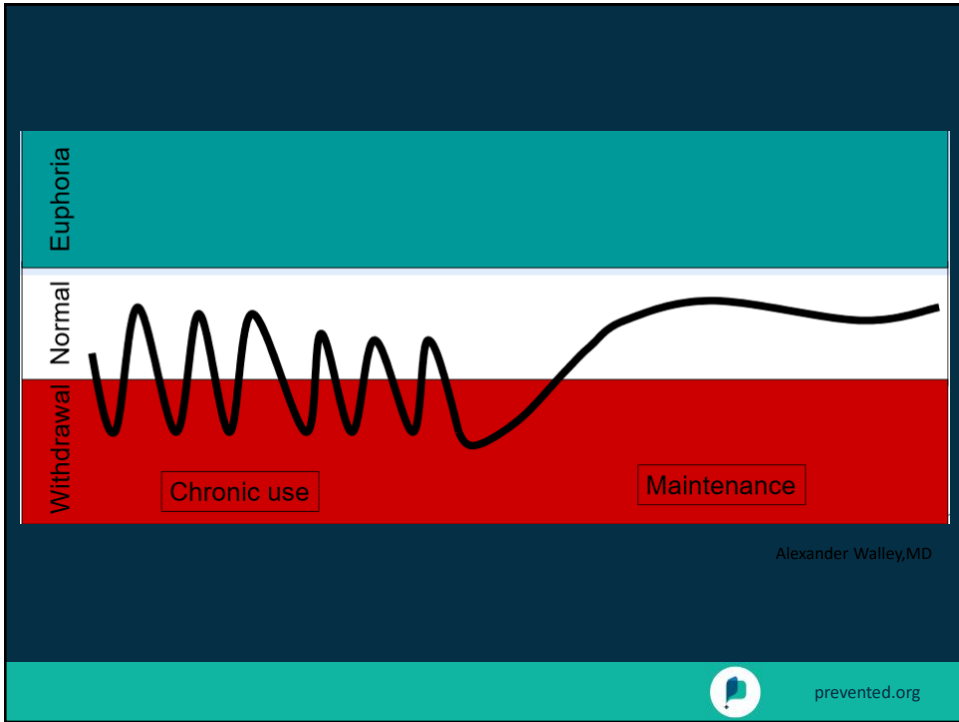 Euphoria
Normal
Withdrawal
Chronic use
Maintenance
Alexander Walley,MD
prevented.org